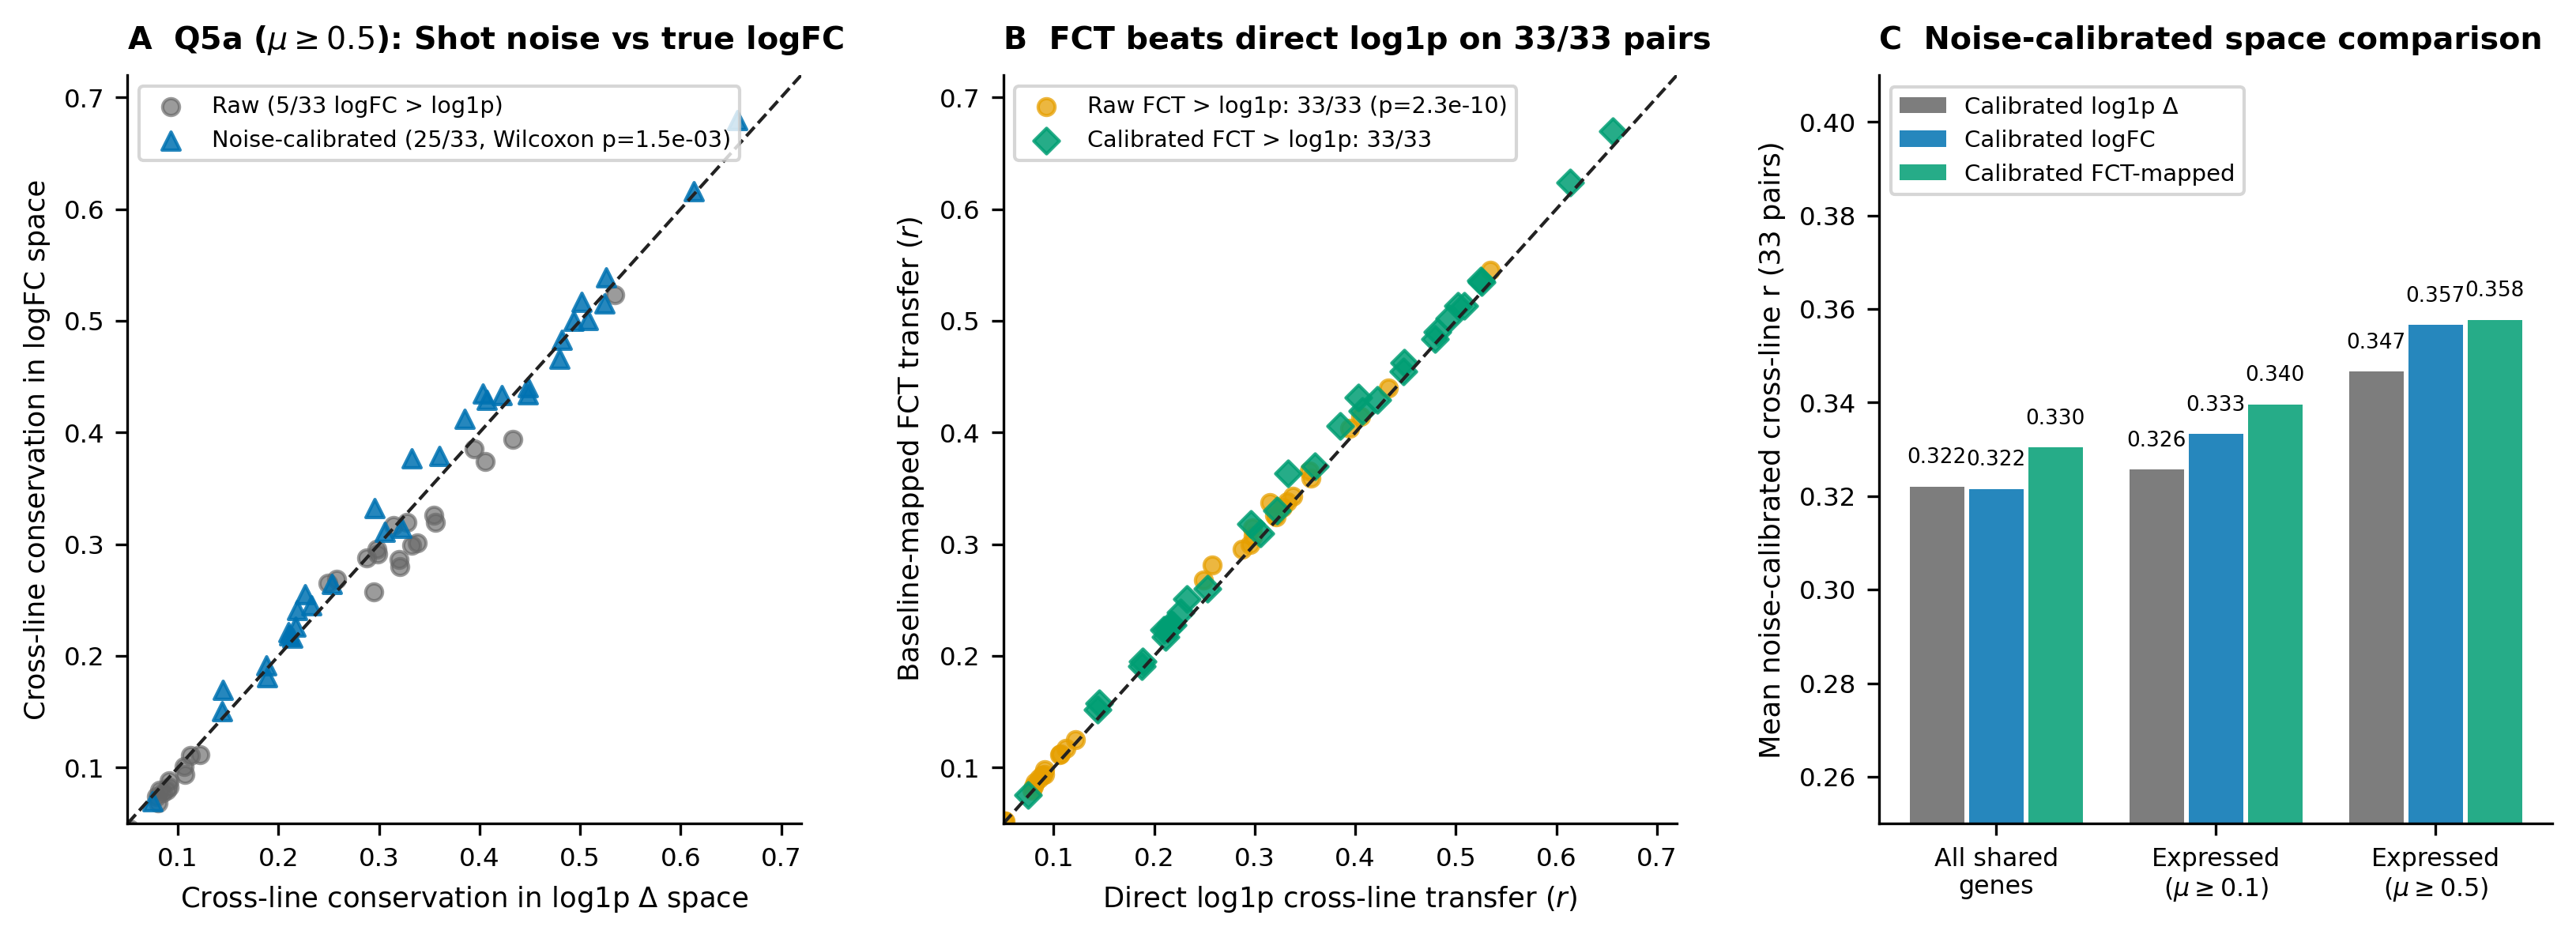 A Q5a (μ ≥ 0.5): Shot noise vs true logFC
Raw (5/33 logFC > log1p)
Noise-calibrated (25/33, Wilcoxon p=1.5e-03)
Cross-line conservation in logFC space
0.7
0.6
0.5
0.4
0.3
0.2
0.1
0.1 0.2 0.3 0.4 0.5 0.6 0.7
Cross-line conservation in log1p Δ space
B FCT beats direct log1p on 33/33 pairs
Raw FCT > log1p: 33/33 (p=2.3e-10)
Calibrated FCT > log1p: 33/33
Baseline-mapped FCT transfer (r)
0.7
0.6
0.5
0.4
0.3
0.2
0.1
0.1 0.2 0.3 0.4 0.5 0.6 0.7
Direct log1p cross-line transfer (r)
C Noise-calibrated space comparison
Calibrated log1p Δ
Calibrated logFC
Calibrated FCT-mapped
Mean noise-calibrated cross-line r (33 pairs)
0.40
0.38
0.36
0.34
0.32
0.30
0.28
0.26
0.322 0.322 0.330
0.326 0.333 0.340
0.347 0.357 0.358
All shared
genes
Expressed
(μ ≥ 0.1)
Expressed
(μ ≥ 0.5)